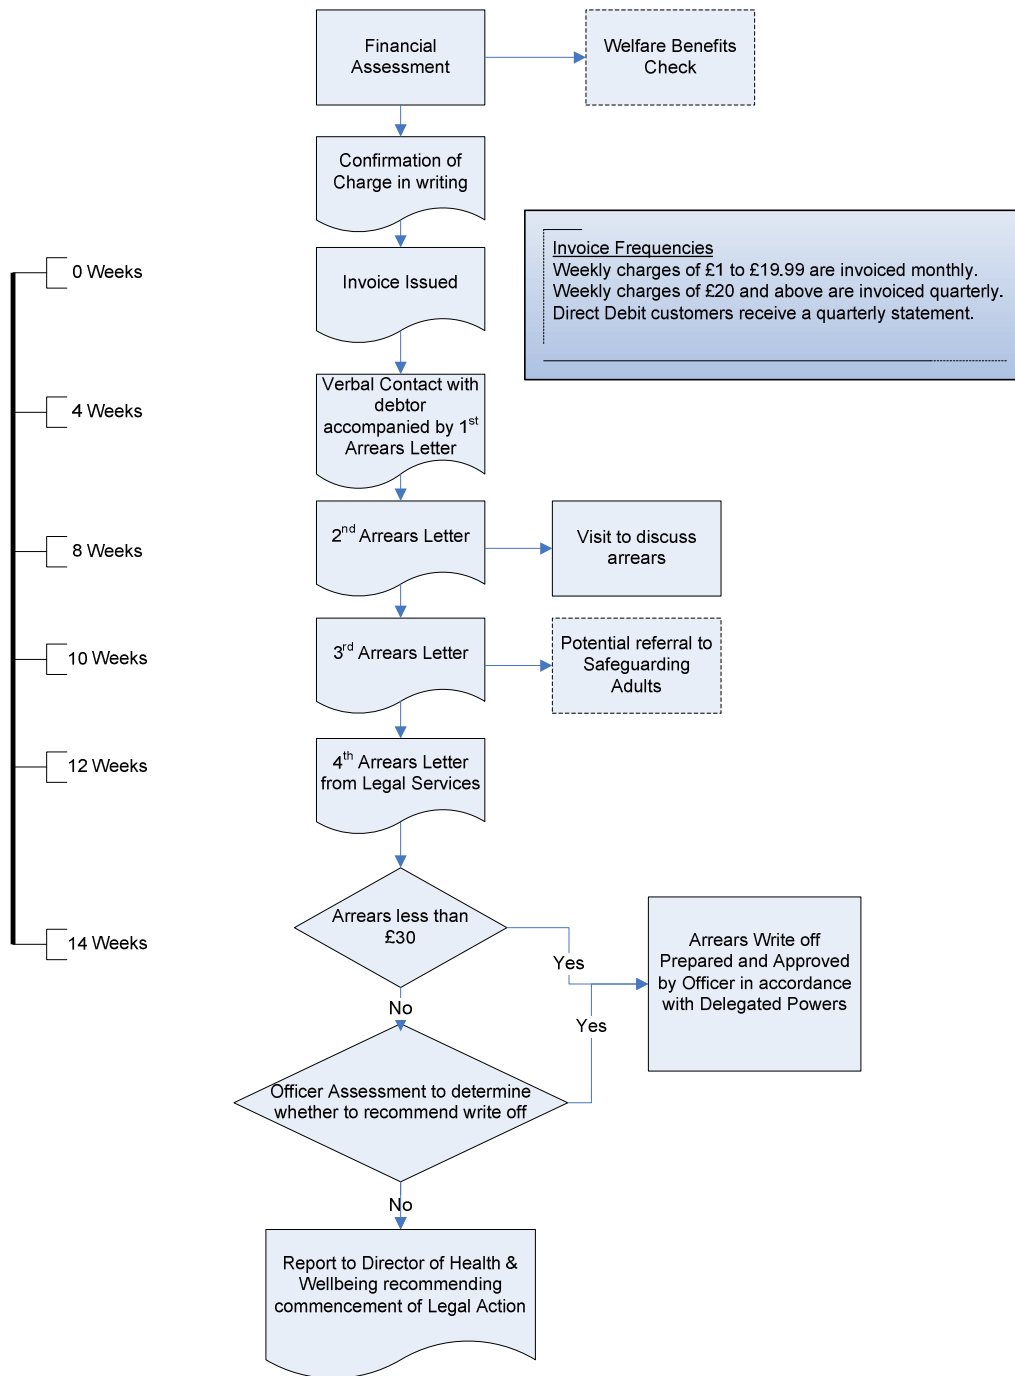 Financial
Assessment
Welfare Benefits
Check
Confirmation of
Charge in writing
Invoice Frequencies
Weekly charges of £1 to £19.99 are invoiced monthly.
Weekly charges of £20 and above are invoiced quarterly.
Direct Debit customers receive a quarterly statement.
0 Weeks
Invoice Issued
4 Weeks
Verbal Contact with
debtor
accompanied by 1st
Arrears Letter
8 Weeks
2nd Arrears Letter
Visit to discuss
arrears
10 Weeks
3rd Arrears Letter
Potential referral to
Safeguarding
Adults
12 Weeks
4th Arrears Letter
from Legal Services
14 Weeks
Arrears less than
£30
Yes
Arrears Write off
Prepared and Approved
by Officer in accordance
with Delegated Powers
No
Yes
Officer Assessment to determine
whether to recommend write off
No
Report to Director of Health &
Wellbeing recommending
commencement of Legal Action